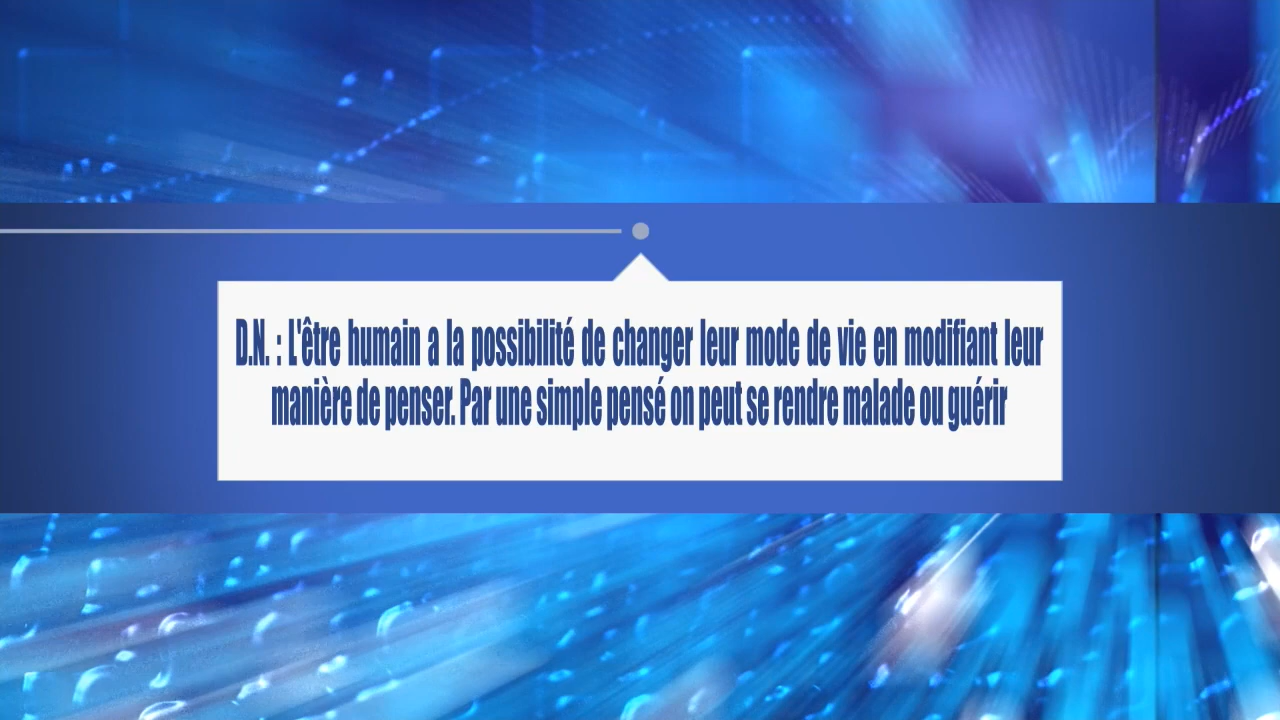 D.N. : L'être humain a la possibilité de changer leur mode de vie en modifiant leur
manière de penser. Par une simple pensé on peut se rendre malade ou guérir